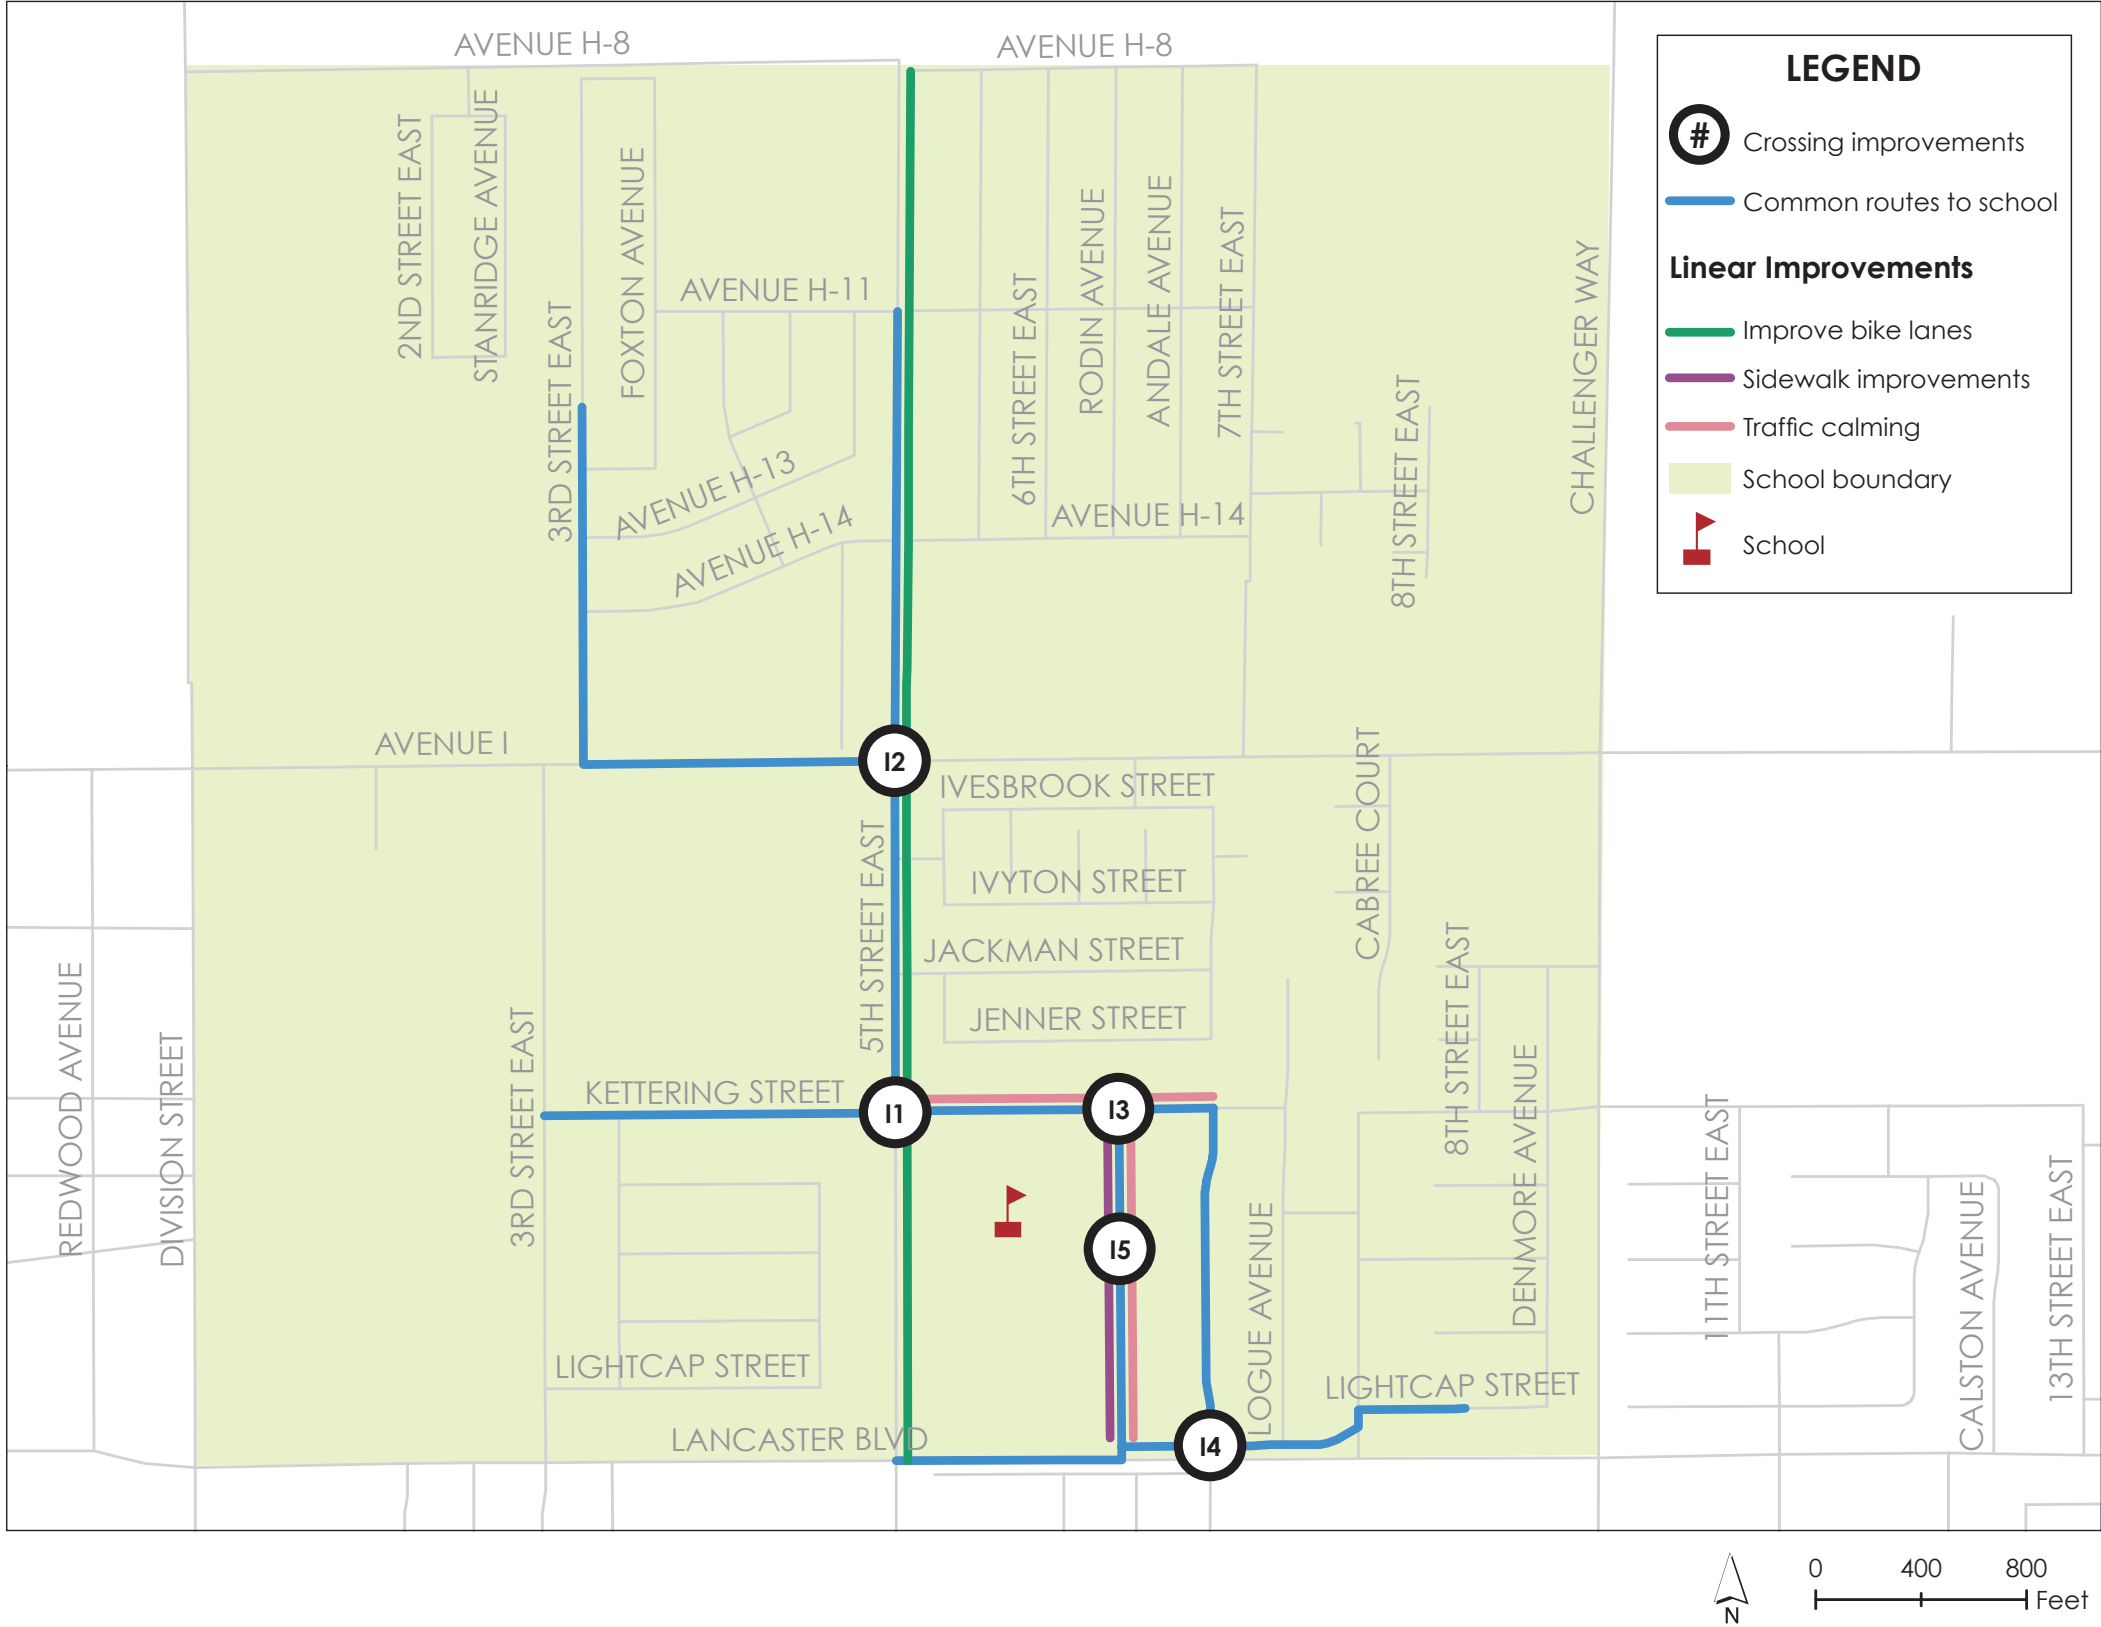 AVENUE H-8
AVENUE H-8
LEGEND
#
Crossing improvements
Common routes to school
Linear Improvements
Improve bike lanes
Sidewalk improvements
Traffic calming
School boundary
School
2ND STREET EAST
STANRIDGE AVENUE
FOXTON AVENUE
3RD STREET EAST
AVENUE H-11
6TH STREET EAST
RODIN AVENUE
ANDALE AVENUE
7TH STREET EAST
8TH STREET EAST
CHALLENGER WAY
AVENUE H-13
AVENUE H-14
AVENUE H-14
AVENUE I
I2
IVESBROOK STREET
CABREE COURT
5TH STREET EAST
IVYTON STREET
JACKMAN STREET
JENNER STREET
8TH STREET EAST
REDWOOD AVENUE
DIVISION STREET
3RD STREET EAST
KETTERING STREET
I1
I3
DENMORE AVENUE
11TH STREET EAST
CALSTON AVENUE
13TH STREET EAST
I5
LOGUE AVENUE
LIGHTCAP STREET
LIGHTCAP STREET
LANCASTER BLVD
I4
N
0 400 800
Feet